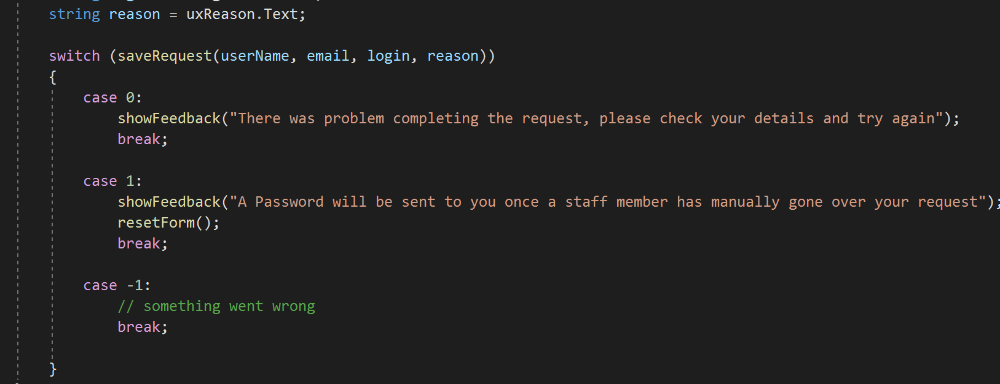 string reason = uxReason.Text;
switch (saveRequest(userName, email, login, reason))
{
case 0:
showFeedback("There was problem completing the request, please check your details and try again");
break;
case 1:
showFeedback("A Password will be sent to you once a staff member has manually gone over your request");
resetForm();
break;
case -1:
// something went wrong
break;
}